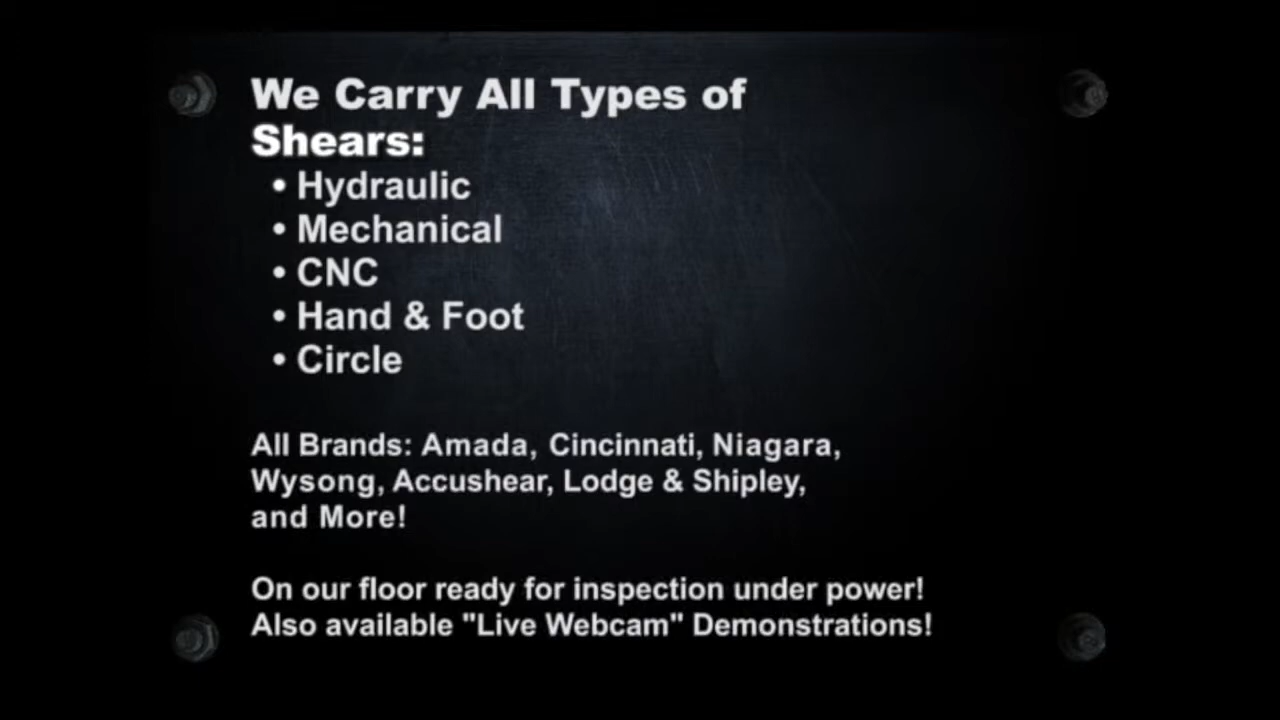 We Carry All Types of
Shears:
• Hydraulic
• Mechanical
• CNC
• Hand & Foot
• Circle
All Brands: Amada, Cincinnati, Niagara,
Wysong, Accushear, Lodge & Shipley,
and More!
On our floor ready for inspection under power!
Also available "Live Webcam" Demonstrations!